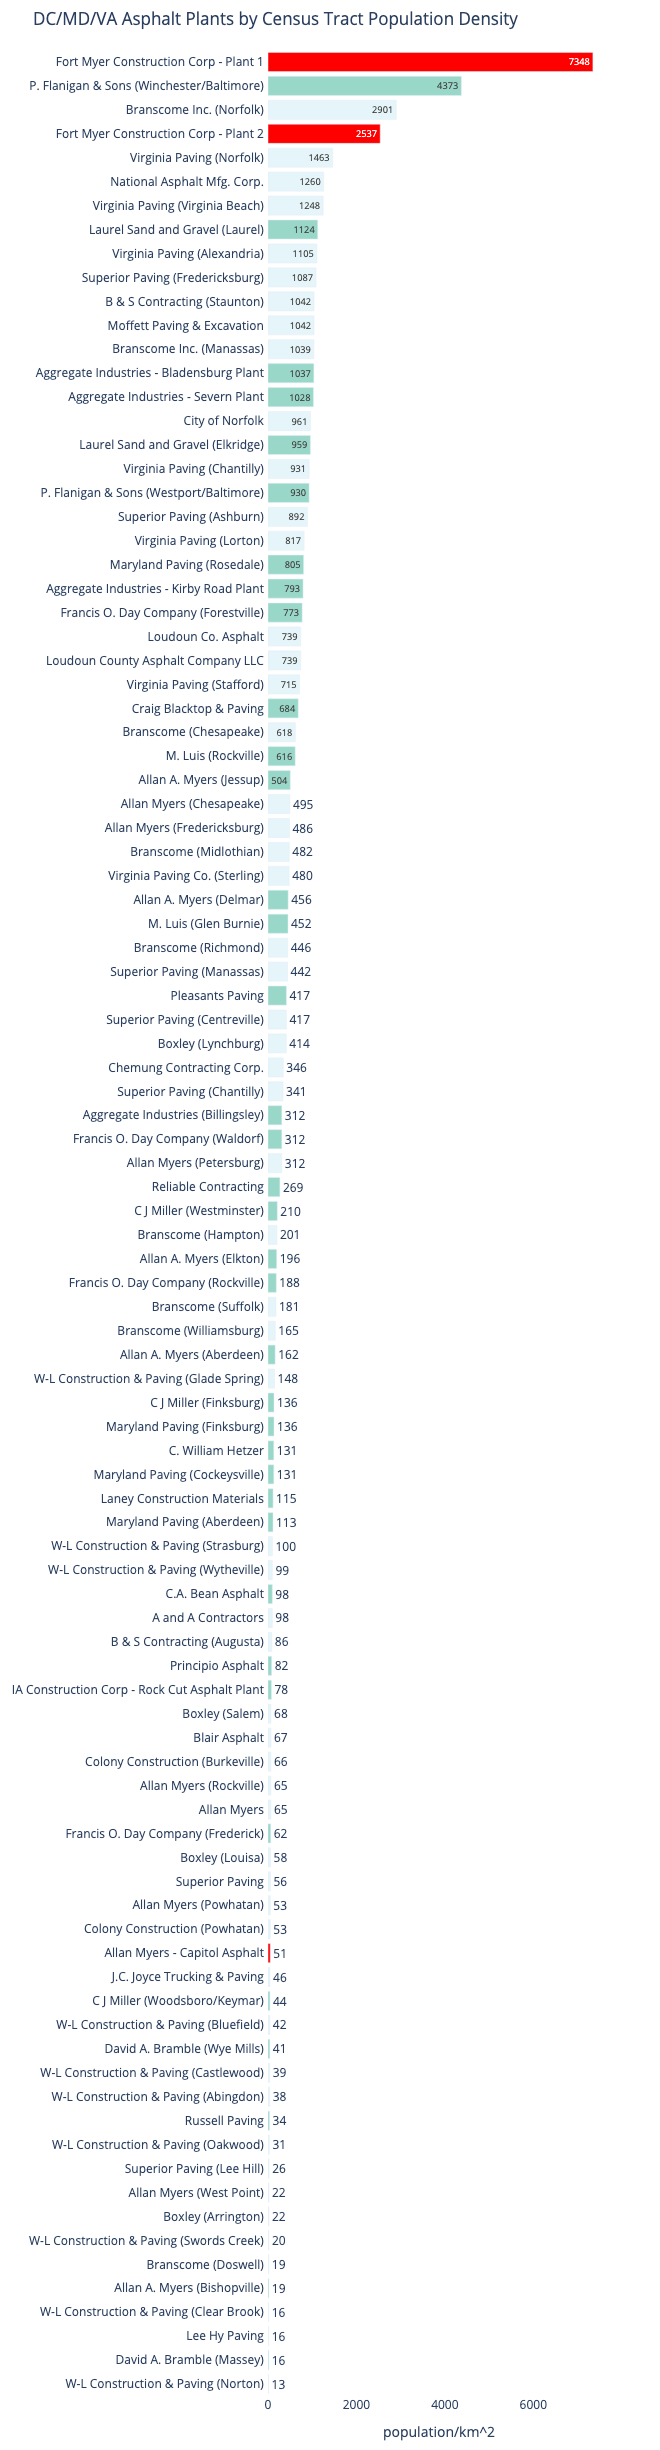 DC/MD/VA Asphalt Plants by Census Tract Population Density
Fort Myer Construction Corp - Plant 1 7348
P. Flanigan & Sons (Winchester/Baltimore) 4373
Branscome Inc. (Norfolk) 2901
Fort Myer Construction Corp - Plant 2 2537
Virginia Paving (Norfolk) 1463
National Asphalt Mfg. Corp. 1260
Virginia Paving (Virginia Beach) 1248
Laurel Sand and Gravel (Laurel) 1124
Virginia Paving (Alexandria) 1105
Superior Paving (Fredericksburg) 1087
B & S Contracting (Staunton) 1042
Moffett Paving & Excavation 1042
Branscome Inc. (Manassas) 1039
Aggregate Industries - Bladensburg Plant 1037
Aggregate Industries - Severn Plant 1028
City of Norfolk 961
Laurel Sand and Gravel (Elkridge) 959
Virginia Paving (Chantilly) 931
P. Flanigan & Sons (Westport/Baltimore) 930
Superior Paving (Ashburn) 892
Virginia Paving (Lorton) 817
Maryland Paving (Rosedale) 805
Aggregate Industries - Kirby Road Plant 793
Francis O. Day Company (Forestville) 773
Loudoun Co. Asphalt 739
Loudoun County Asphalt Company LLC 739
Virginia Paving (Stafford) 715
Craig Blacktop & Paving 684
Branscome (Chesapeake) 618
M. Luis (Rockville) 616
Allan A. Myers (Jessup) 504
Allan Myers (Chesapeake) 495
Allan Myers (Fredericksburg) 486
Branscome (Midlothian) 482
Virginia Paving Co. (Sterling) 480
Allan A. Myers (Delmar) 456
M. Luis (Glen Burnie) 452
Branscome (Richmond) 446
Superior Paving (Manassas) 442
Pleasants Paving 417
Superior Paving (Centreville) 417
Boxley (Lynchburg) 414
Chemung Contracting Corp. 346
Superior Paving (Chantilly) 341
Aggregate Industries (Billingsley) 312
Francis O. Day Company (Waldorf) 312
Allan Myers (Petersburg) 312
Reliable Contracting 269
C J Miller (Westminster) 210
Branscome (Hampton) 201
Allan A. Myers (Elkton) 196
Francis O. Day Company (Rockville) 188
Branscome (Suffolk) 181
Branscome (Williamsburg) 165
Allan A. Myers (Aberdeen) 162
W-L Construction & Paving (Glade Spring) 148
C J Miller (Finksburg) 136
Maryland Paving (Finksburg) 136
C. William Hetzer 131
Maryland Paving (Cockeysville) 131
Laney Construction Materials 115
Maryland Paving (Aberdeen) 113
W-L Construction & Paving (Strasburg) 100
W-L Construction & Paving (Wytheville) 99
C.A. Bean Asphalt 98
A and A Contractors 98
B & S Contracting (Augusta) 86
Principio Asphalt 82
IA Construction Corp - Rock Cut Asphalt Plant 78
Boxley (Salem) 68
Blair Asphalt 67
Colony Construction (Burkeville) 66
Allan Myers (Rockville) 65
Allan Myers 65
Francis O. Day Company (Frederick) 62
Boxley (Louisa) 58
Superior Paving 56
Allan Myers (Powhatan) 53
Colony Construction (Powhatan) 53
Allan Myers - Capitol Asphalt 51
J.C. Joyce Trucking & Paving 46
C J Miller (Woodsboro/Keymar) 44
W-L Construction & Paving (Bluefield) 42
David A. Bramble (Wye Mills) 41
W-L Construction & Paving (Castlewood) 39
W-L Construction & Paving (Abingdon) 38
Russell Paving 34
W-L Construction & Paving (Oakwood) 31
Superior Paving (Lee Hill) 26
Allan Myers (West Point) 22
Boxley (Arrington) 22
W-L Construction & Paving (Swords Creek) 20
Branscome (Doswell) 19
Allan A. Myers (Bishopville) 19
W-L Construction & Paving (Clear Brook) 16
Lee Hy Paving 16
David A. Bramble (Massey) 16
W-L Construction & Paving (Norton) 13
0 2000 4000 6000
population/km^2